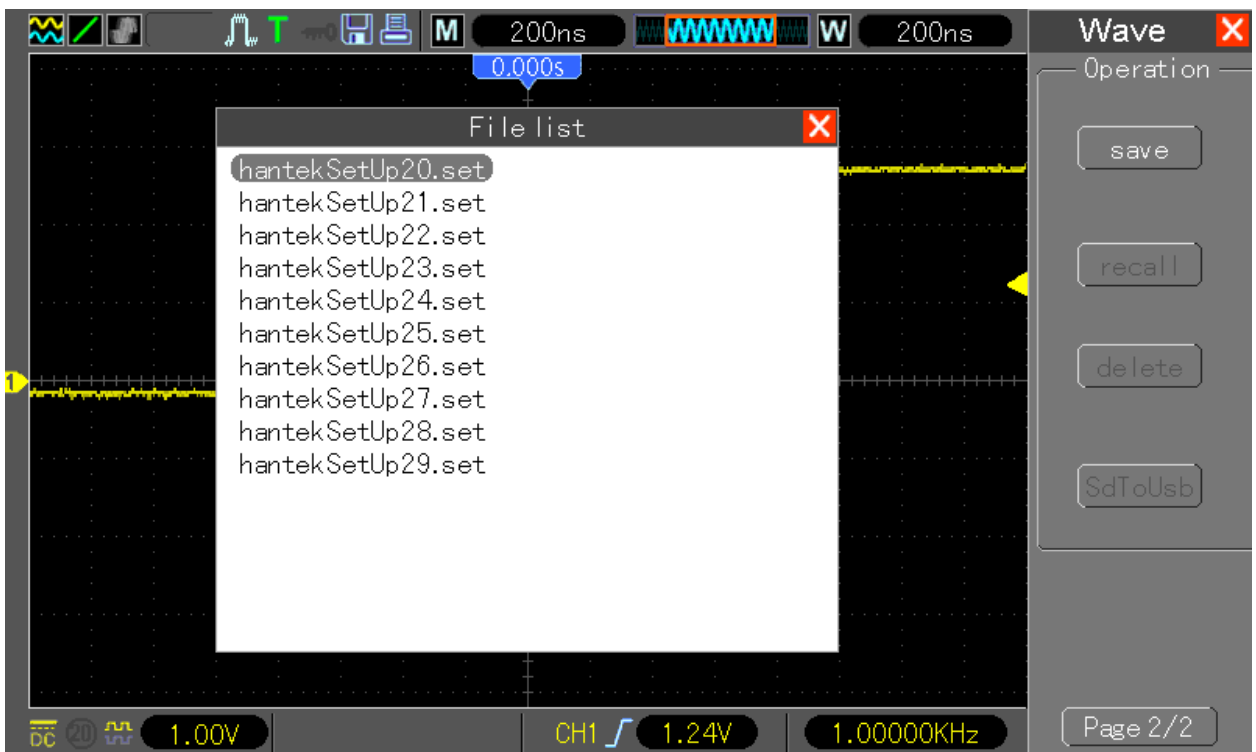 T M 200ns W 200ns
Wave
0.000s
Operation
File list
hantekSetUp20.set
hantekSetUp21.set
hantekSetUp22.set
hantekSetUp23.set
hantekSetUp24.set
hantekSetUp25.set
hantekSetUp26.set
hantekSetUp27.set
hantekSetUp28.set
hantekSetUp29.set
save
recall
delete
SdToUsb
1
DC 20 1.00V CH1 1.24V 1.00000KHz
Page 2/2